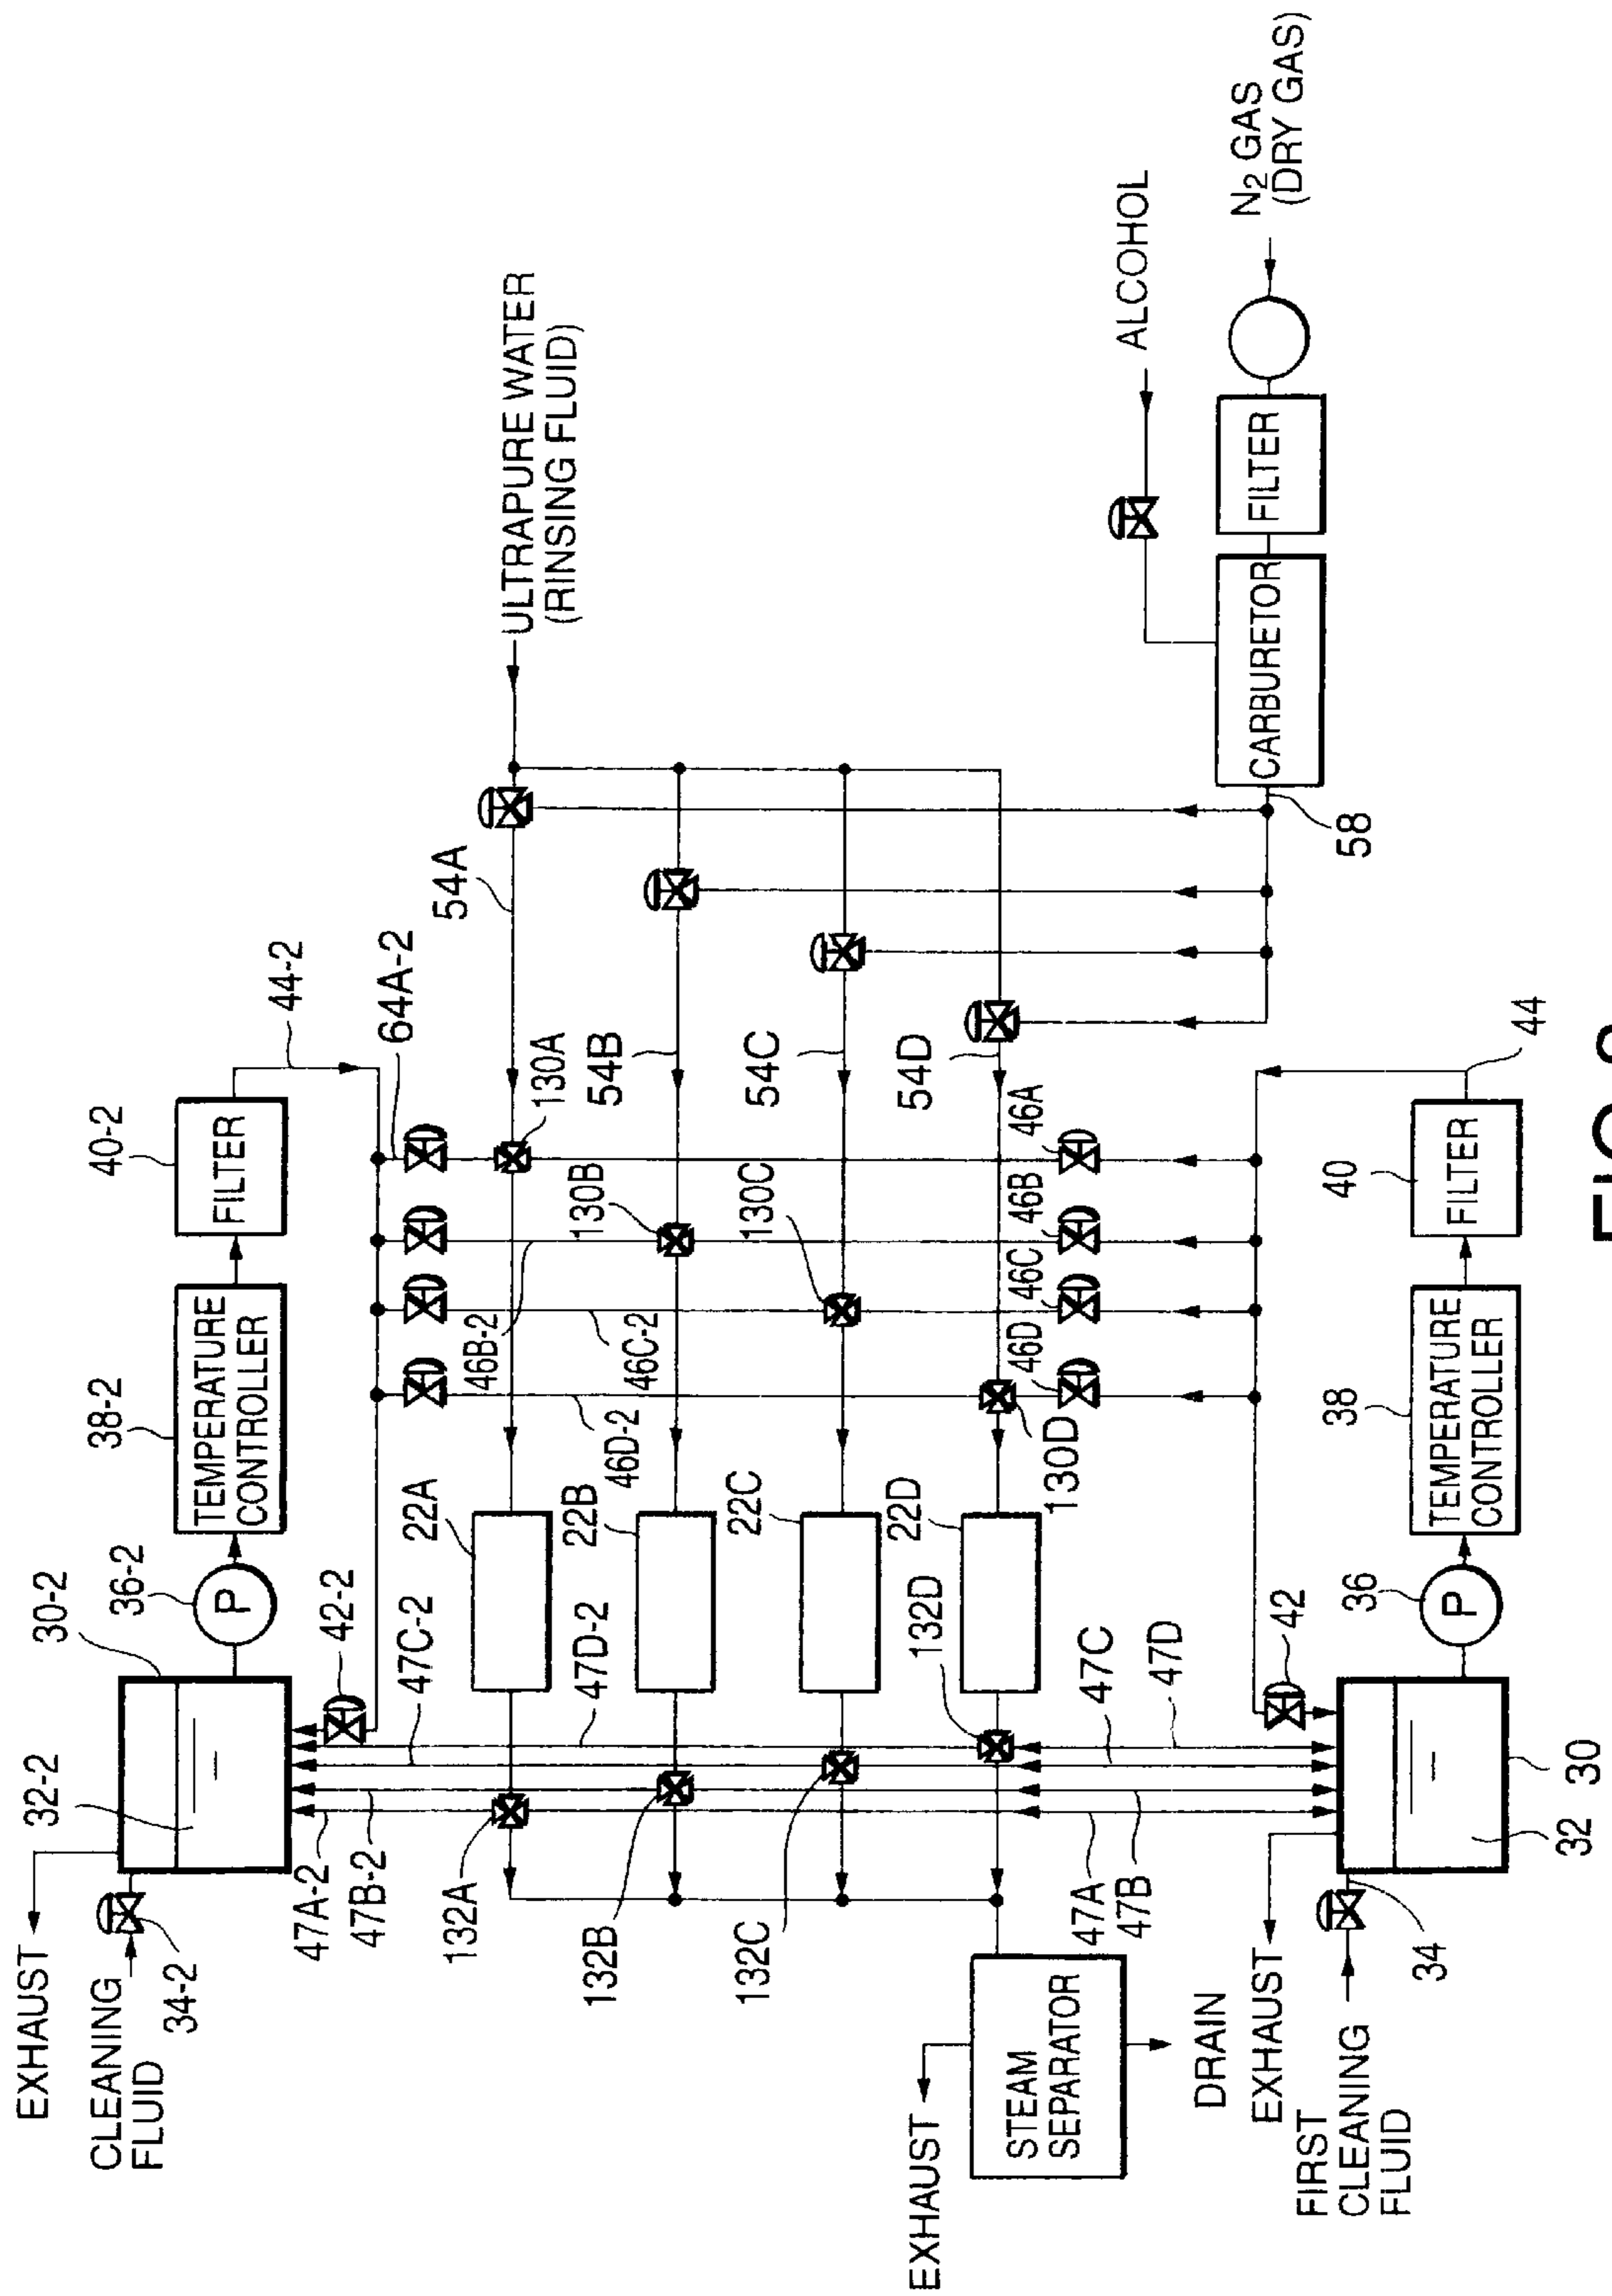 EXHAUST
CLEANING
FLUID
34-2
32-2
30-2
36-2
38-2
40-2
TEMPERATURE
CONTROLLER
FILTER
P
44-2
47A-2
47B-2
42-2
47C-2
64A-2
22A
54A
132A
46B-2
ULTRAPURE WATER
(RINSING FLUID)
130A
22B
47D-2
46D-2
46C-2
130B
54B
132B
22C
130C
54C
132C
22D
132D
54D
EXHAUST
STEAM
SEPARATOR
46D
46C
46B
46A
130D
47A
47B
47C
47D
ALCOHOL
DRAIN
EXHAUST
CARBURETOR
FILTER
N2 GAS
(DRY GAS)
42
58
FIRST
CLEANING
FLUID
34
36
38
40
P
TEMPERATURE
CONTROLLER
FILTER
44
32
30